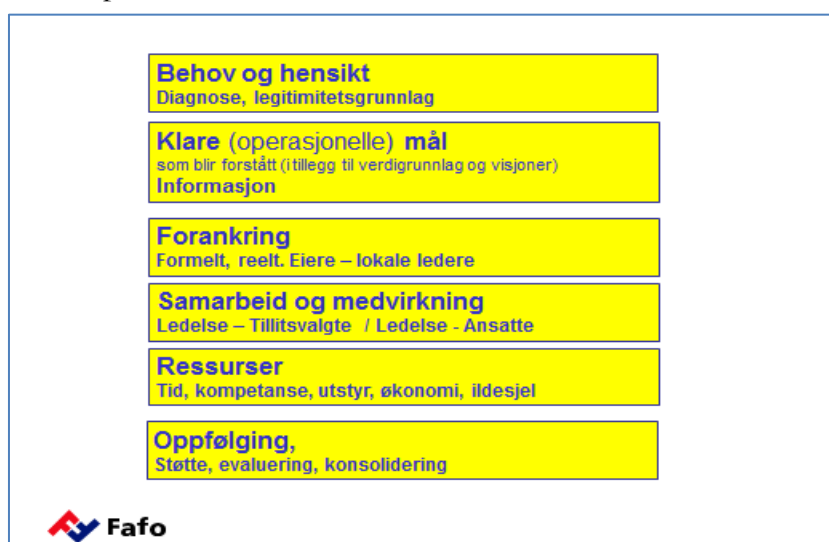 Behov og hensikt
Diagnose, legitimitetsgrunnlag
Klare (operasjonelle) mål
som blir forstått (i tillegg til verdigrunnlag og visjoner)
Informasjon
Forankring
Formelt, reelt. Eiere – lokale ledere
Samarbeid og medvirkning
Ledelse – Tillitsvalgte / Ledelse - Ansatte
Ressurser
Tid, kompetanse, utstyr, økonomi, ildesjel
Oppfølging,
Støtte, evaluering, konsolidering
Fafo